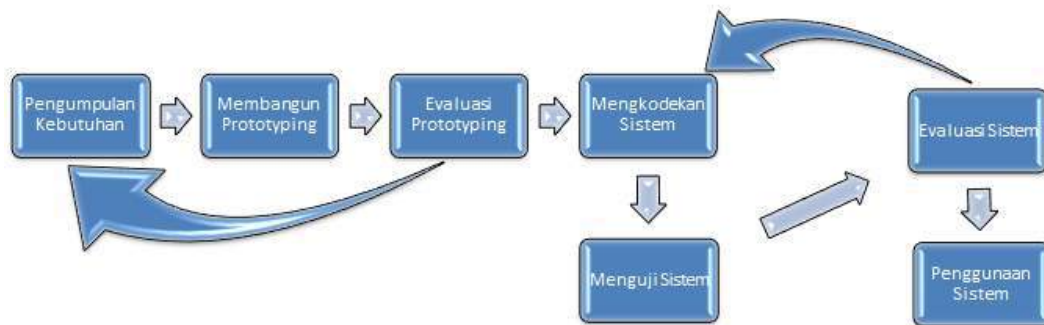 Pengumpulan
Kebutuhan
Membangun
Prototyping
Evaluasi
Prototyping
Mengkodekan
Sistem
Evaluasi Sistem
Menguji Sistem
Penggunaan
Sistem